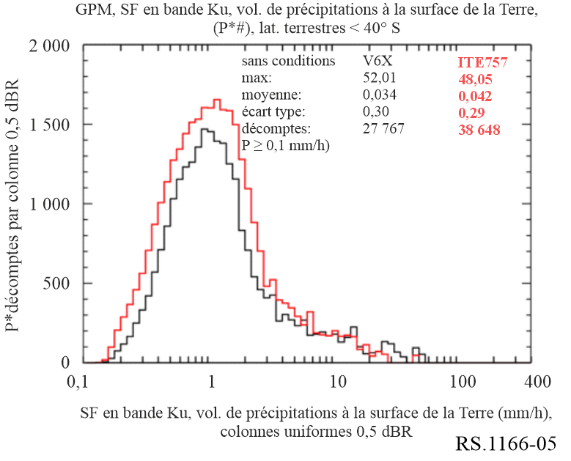 GPM, SF en bande Ku, vol. de précipitations à la surface de la Terre,
(P*#), lat. terrestres < 40° S
2 000
1 500
1 000
500
0
P*décomptes par colonne 0,5 dBR
sans conditions V6X ITE757
max: 52,01 48,05
moyenne: 0,034 0,042
écart type: 0,30 0,29
décomptes: 27 767 38 648
P ≥ 0,1 mm/h)
0,1 1 10 100 400
SF en bande Ku, vol. de précipitations à la surface de la Terre (mm/h),
colonnes uniformes 0,5 dBR
RS.1166-05